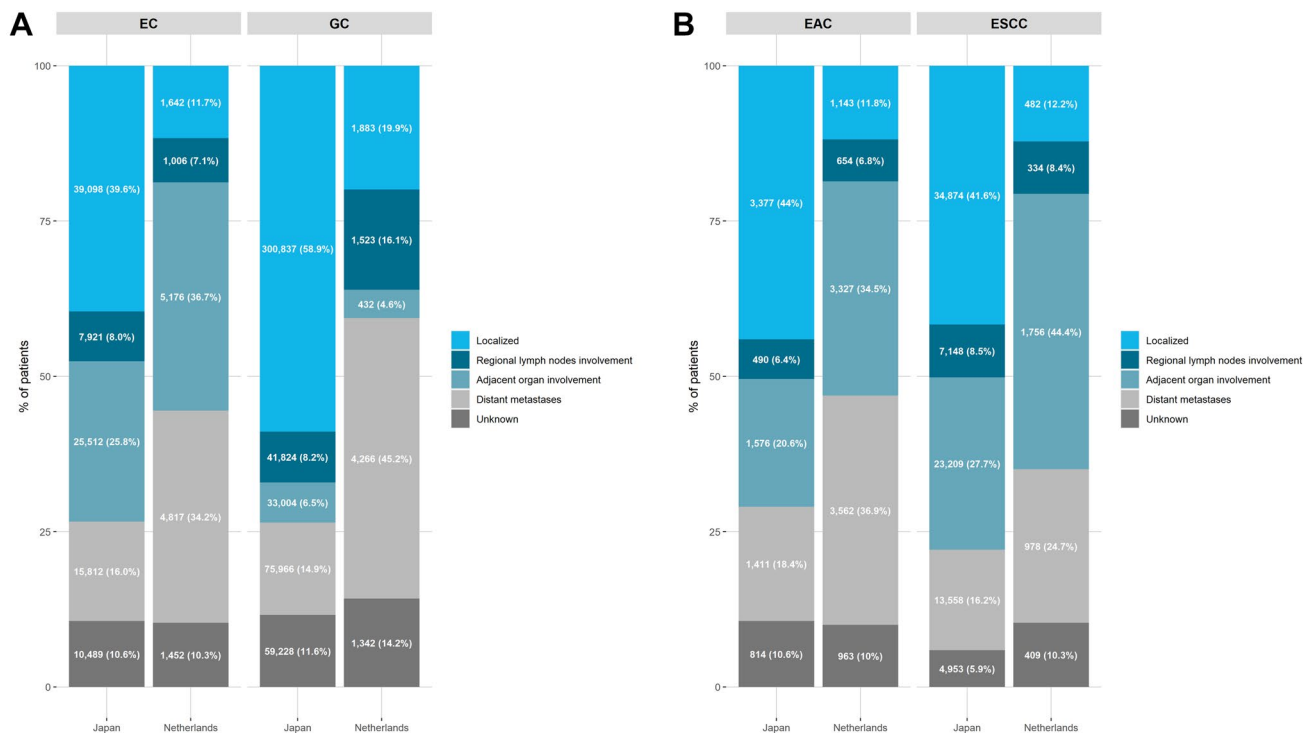 A
EC
GC
% of patients
100
75
50
25
0
39,098 (39.6%)
7,921 (8.0%)
25,512 (25.8%)
15,812 (16.0%)
10,489 (10.6%)
1,642 (11.7%)
1,006 (7.1%)
5,176 (36.7%)
4,817 (34.2%)
1,452 (10.3%)
300,837 (58.9%)
41,824 (8.2%)
33,004 (6.5%)
75,966 (14.9%)
59,228 (11.6%)
1,883 (19.9%)
1,523 (16.1%)
432 (4.6%)
4,266 (45.2%)
1,342 (14.2%)
Japan
Netherlands
Japan
Netherlands
Localized
Regional lymph nodes involvement
Adjacent organ involvement
Distant metastases
Unknown
B
EAC
ESCC
% of patients
100
75
50
25
0
3,377 (44%)
490 (6.4%)
1,576 (20.6%)
1,411 (18.4%)
814 (10.6%)
1,143 (11.8%)
654 (6.8%)
3,327 (34.5%)
3,562 (36.9%)
963 (10%)
34,874 (41.6%)
7,148 (8.5%)
23,209 (27.7%)
13,558 (16.2%)
4,953 (5.9%)
482 (12.2%)
334 (8.4%)
1,756 (44.4%)
978 (24.7%)
409 (10.3%)
Japan
Netherlands
Japan
Netherlands
Localized
Regional lymph nodes involvement
Adjacent organ involvement
Distant metastases
Unknown